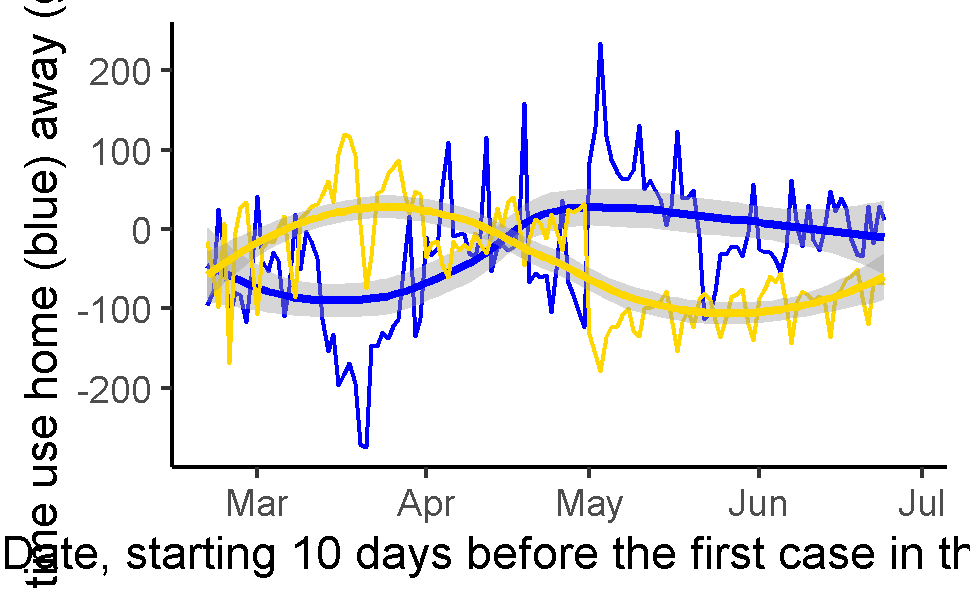 time use home (blue) away (
200
100
0
-100
-200
Mar Apr May Jun Jul
Date, starting 10 days before the first case in th